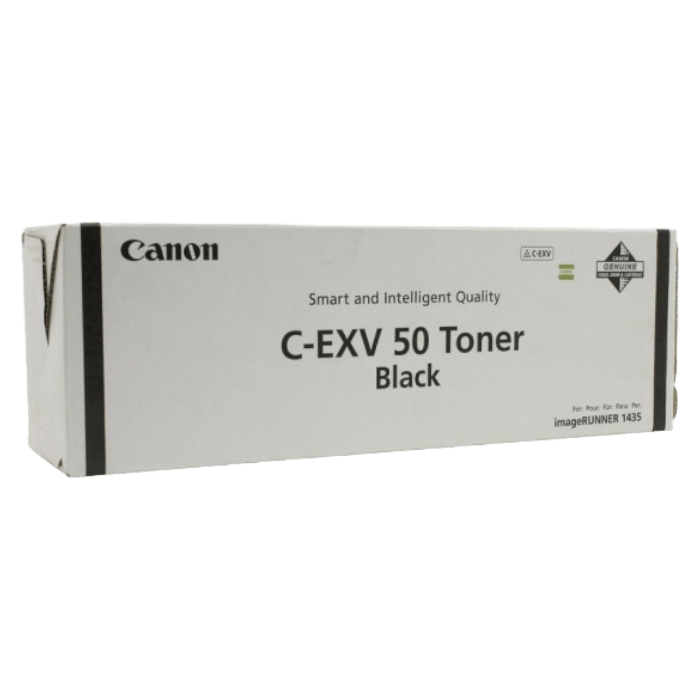 Canon
C-EXV
CANON
GENUINE
Smart and Intelligent Quality
C-EXV 50 Toner
Black
For: Pour: Für: Para: Per:
imageRUNNER 1435